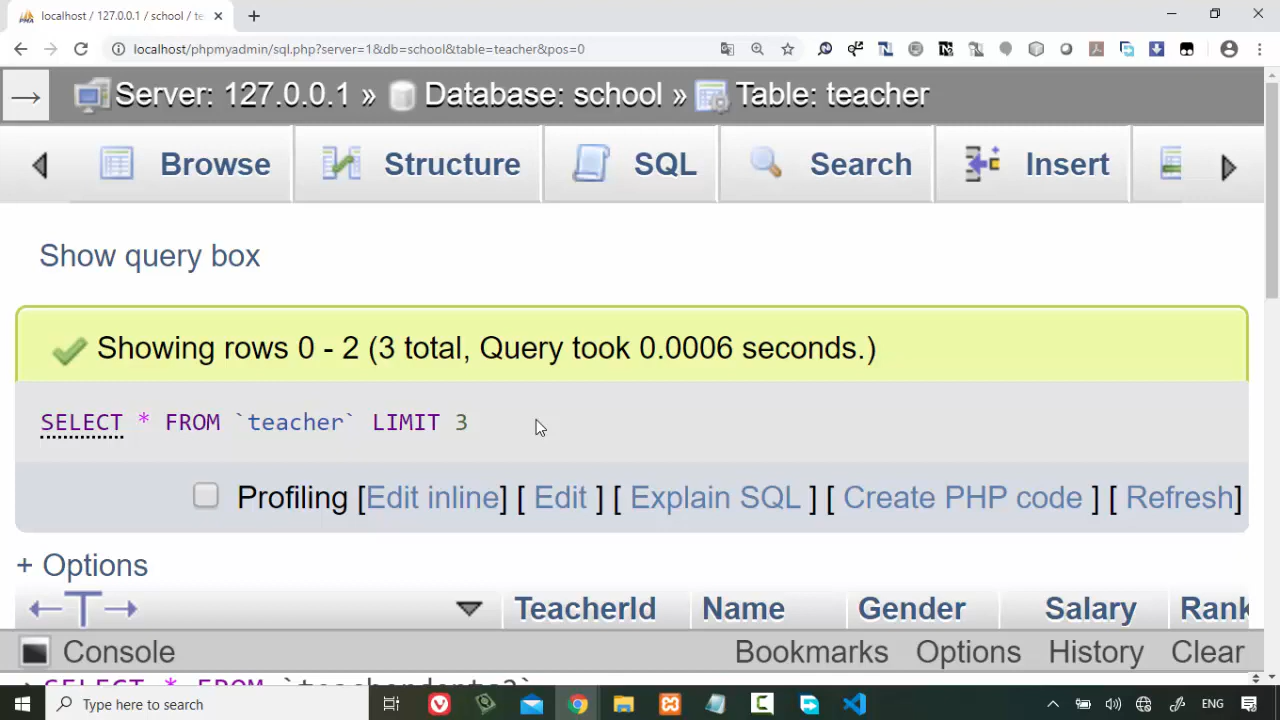 localhost / 127.0.0.1 / school / te
localhost/phpmyadmin/sql.php?server=1&db=school&table=teacher&pos=0
Server: 127.0.0.1 » Database: school » Table: teacher
Browse Structure SQL Search Insert
Show query box
Showing rows 0 - 2 (3 total, Query took 0.0006 seconds.)
SELECT * FROM `teacher` LIMIT 3
Profiling [Edit inline] [ Edit ] [ Explain SQL ] [ Create PHP code ] [ Refresh]
+ Options
←T→ TeacherId Name Gender Salary Rank
Console Bookmarks Options History Clear
SELECT * FROM
Type here to search ENG